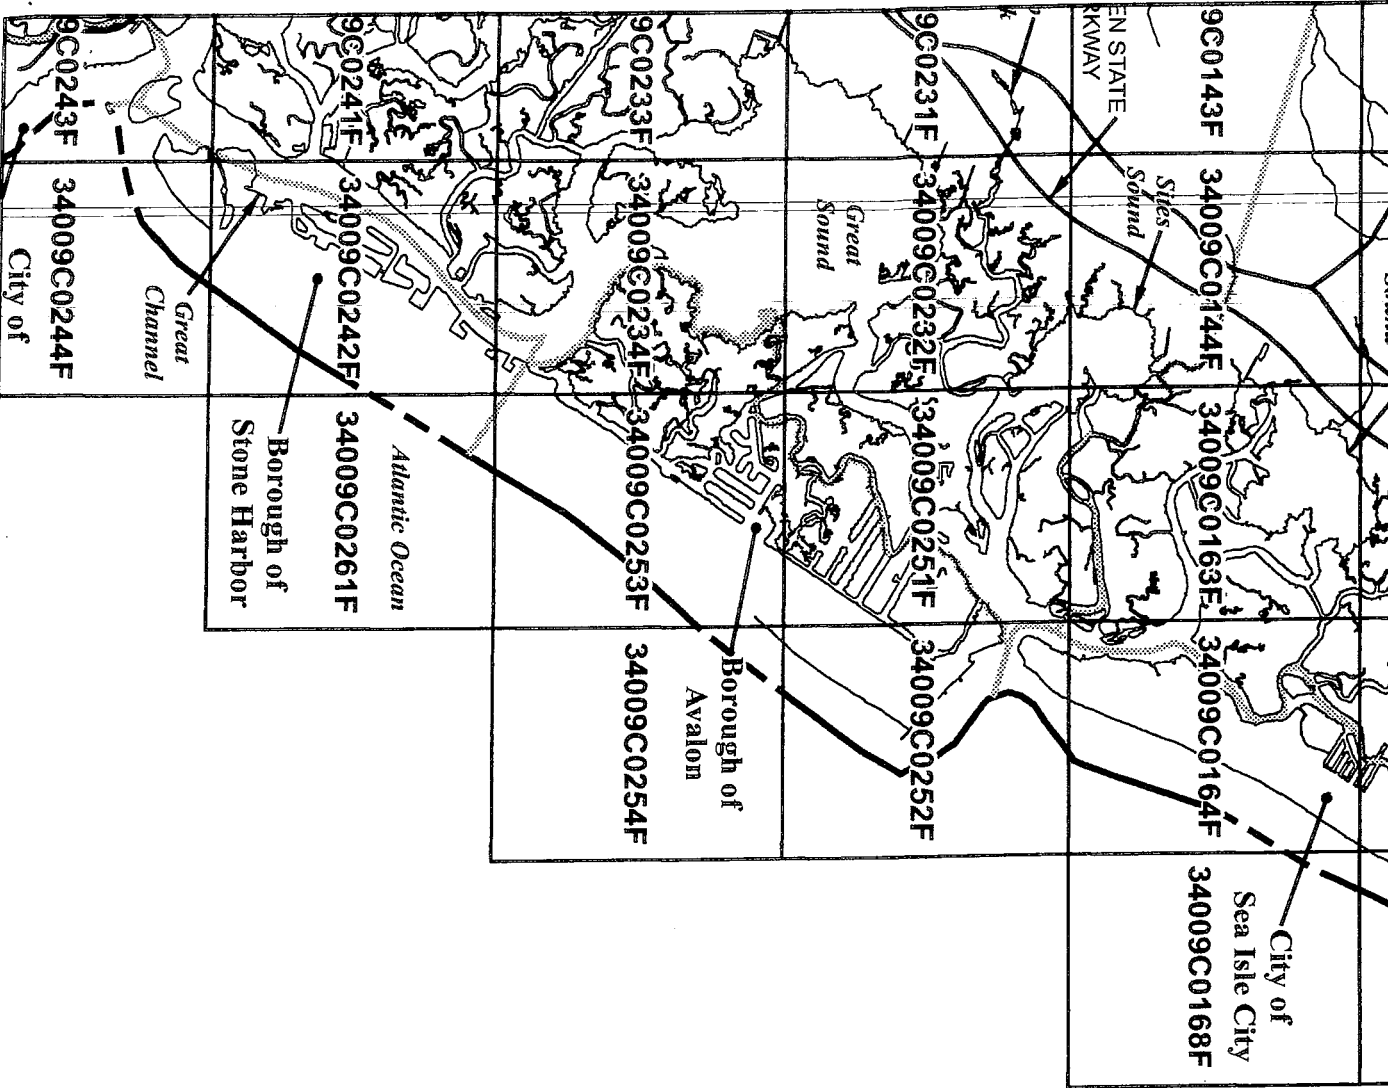 City of
Sea Isle City
9C0143F 34009C0144F 34009C0163F 34009C0164F 34009C0168F
Sites
Sound
EN STATE
RKWAY
9C0231F 34009C0232F 34009C0251F 34009C0252F
Great
Sound
Borough of
Avalon
9C0233F 34009C0234F 34009C0253F 34009C0254F
Atlantic Ocean
9C0241F 34009C0242F 34009C0261F
Borough of
Stone Harbor
Great
Channel
9C0243F 34009C0244F
City of